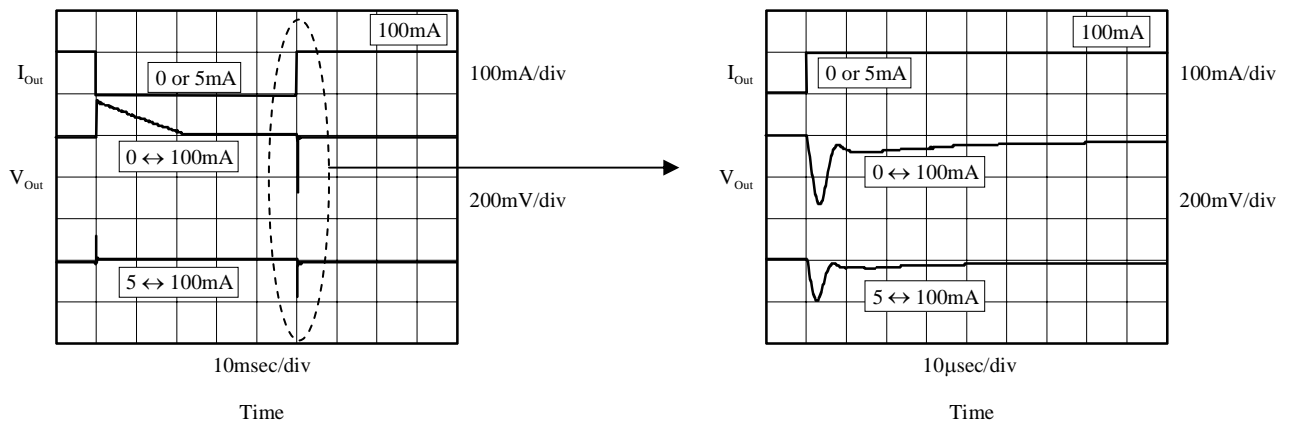 100mA
I_Out
0 or 5mA
100mA/div
0 ↔ 100mA
V_Out
200mV/div
5 ↔ 100mA
10msec/div
Time
100mA
I_Out
0 or 5mA
100mA/div
0 ↔ 100mA
V_Out
200mV/div
5 ↔ 100mA
10μsec/div
Time